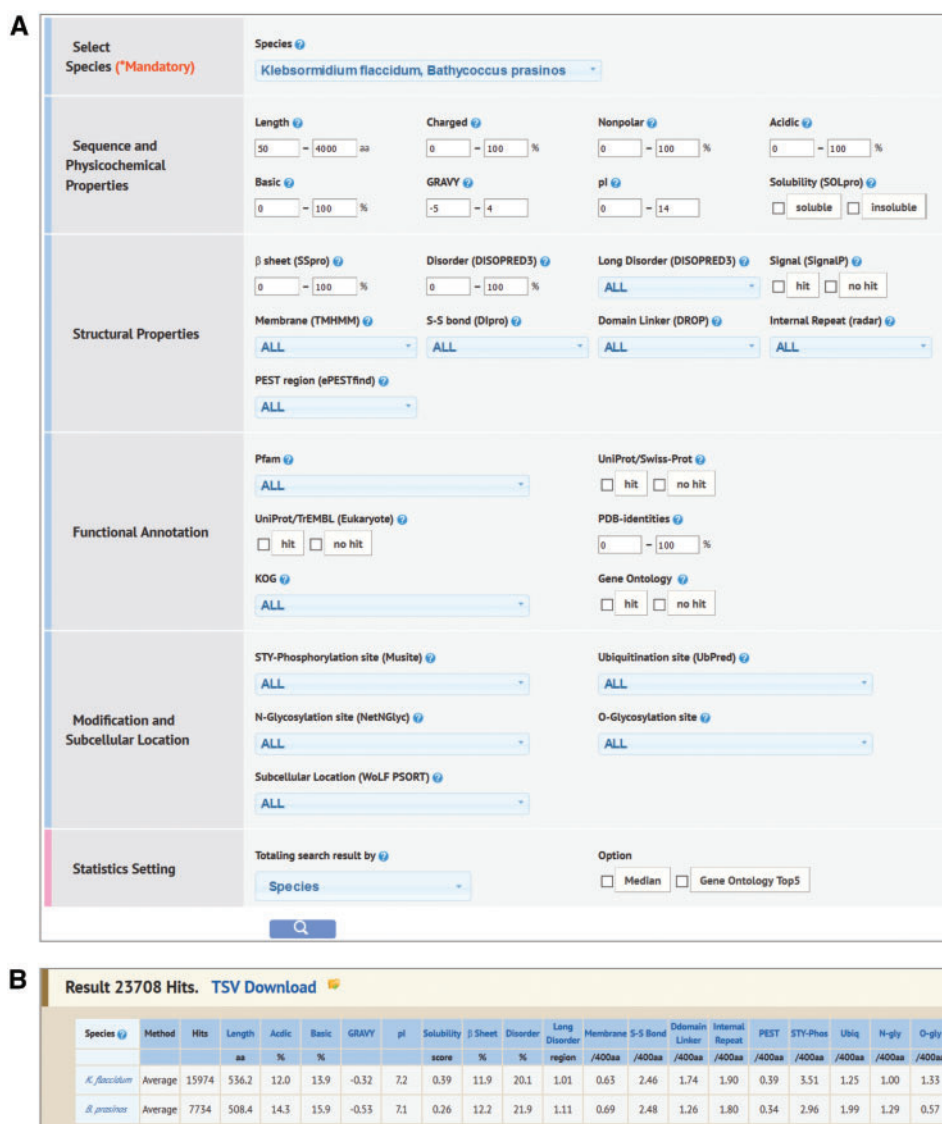 A
Select
Species (*Mandatory)
Species ?
Klebsormidium flaccidum, Bathycoccus prasinos
Sequence and
Physicochemical
Properties
Length ? Charged ? Nonpolar ? Acidic ?
50 – 4000 aa 0 – 100 % 0 – 100 % 0 – 100 %
Basic ? GRAVY ? pI ? Solubility (SOLpro) ?
0 – 100 % -5 – 4 0 – 14 soluble insoluble
Structural Properties
β sheet (SSpro) ? Disorder (DISOPRED3) ? Long Disorder (DISOPRED3) ? Signal (SignalP) ?
0 – 100 % 0 – 100 % ALL hit no hit
Membrane (TMHMM) ? S-S bond (DIpro) ? Domain Linker (DROP) ? Internal Repeat (radar) ?
ALL ALL ALL ALL
PEST region (ePESTfind) ?
ALL
Functional Annotation
Pfam ? UniProt/Swiss-Prot ?
ALL hit no hit
UniProt/TrEMBL (Eukaryote) ? PDB-identities ?
hit no hit 0 – 100 %
KOG ? Gene Ontology ?
ALL hit no hit
Modification and
Subcellular Location
STY-Phosphorylation site (Musite) ? Ubiquitination site (UbPred) ?
ALL ALL
N-Glycosylation site (NetNGlyc) ? O-Glycosylation site ?
ALL ALL
Subcellular Location (WoLF PSORT) ?
ALL
Statistics Setting
Totaling search result by ? Option
Species Median Gene Ontology Top5
B
Result 23708 Hits. TSV Download
Species ? Method Hits Length Acdic Basic GRAVY pI Solubility β Sheet Disorder Long Disorder Membrane S-S Bond Ddomain Linker Internal Repeat PEST STY-Phos Ubiq N-gly O-gly
aa % % score % % region /400aa /400aa /400aa /400aa /400aa /400aa /400aa /400aa /400aa
K. flaccidum Average 15974 536.2 12.0 13.9 -0.32 7.2 0.39 11.9 20.1 1.01 0.63 2.46 1.74 1.90 0.39 3.51 1.25 1.00 1.33
B. prasinos Average 7734 508.4 14.3 15.9 -0.53 7.1 0.26 12.2 21.9 1.11 0.69 2.48 1.26 1.80 0.34 2.96 1.99 1.29 0.57